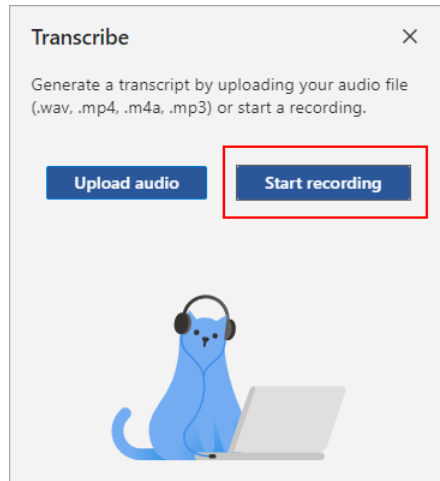 Transcribe
Generate a transcript by uploading your audio file
(.wav, .mp4, .m4a, .mp3) or start a recording.
Upload audio
Start recording